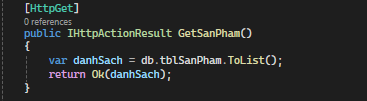 [HttpGet]
0 references
public IHttpActionResult GetSanPham()
{
var danhSach = db.tblSanPham.ToList();
return Ok(danhSach);
}